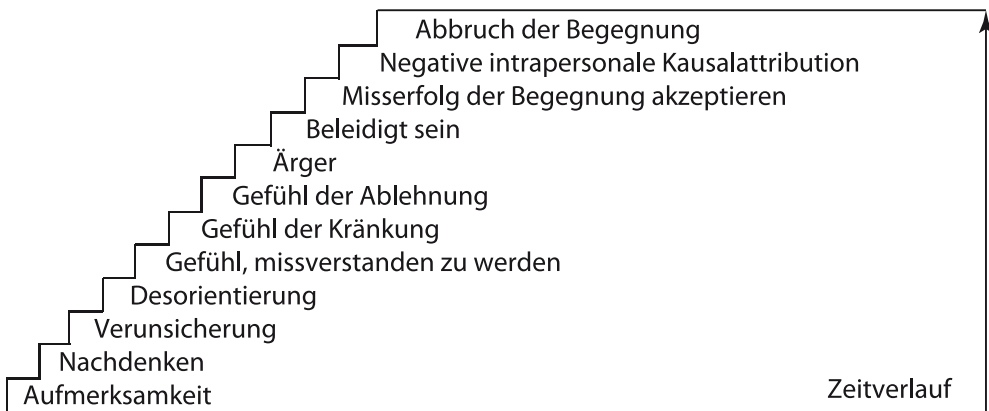 Abbruch der Begegnung
Negative intrapersonale Kausalattribution
Misserfolg der Begegnung akzeptieren
Beleidigt sein
Ärger
Gefühl der Ablehnung
Gefühl der Kränkung
Gefühl, missverstanden zu werden
Desorientierung
Verunsicherung
Nachdenken
Aufmerksamkeit
Zeitverlauf